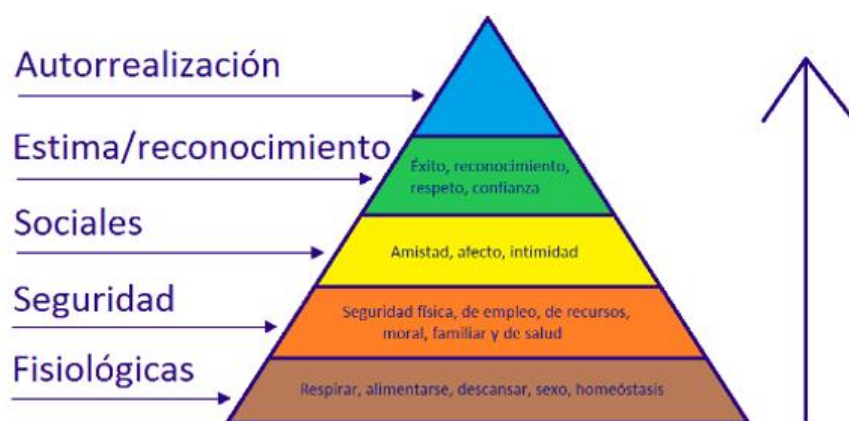 Autorrealización
Estima/reconocimiento
Éxito, reconocimiento,
respeto, confianza
Sociales
Amistad, afecto, intimidad
Seguridad
Seguridad física, de empleo, de recursos,
moral, familiar y de salud
Fisiológicas
Respirar, alimentarse, descansar, sexo, homeóstasis